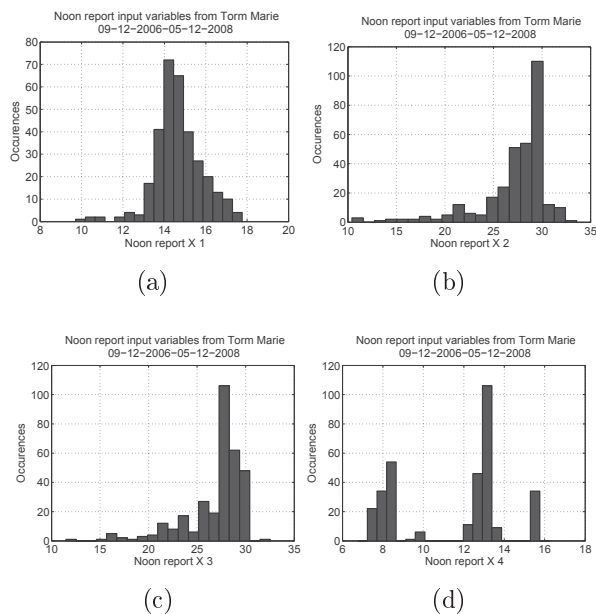 Noon report input variables from Torm Marie
09−12−2006−05−12−2008
80
70
60
50
40
30
20
10
0
Occurences
8 10 12 14 16 18 20
Noon report X 1
(a)
Noon report input variables from Torm Marie
09−12−2006−05−12−2008
120
100
80
60
40
20
0
Occurences
10 15 20 25 30 35
Noon report X 2
(b)
Noon report input variables from Torm Marie
09−12−2006−05−12−2008
120
100
80
60
40
20
0
Occurences
10 15 20 25 30 35
Noon report X 3
(c)
Noon report input variables from Torm Marie
09−12−2006−05−12−2008
120
100
80
60
40
20
0
Occurences
6 8 10 12 14 16 18
Noon report X 4
(d)